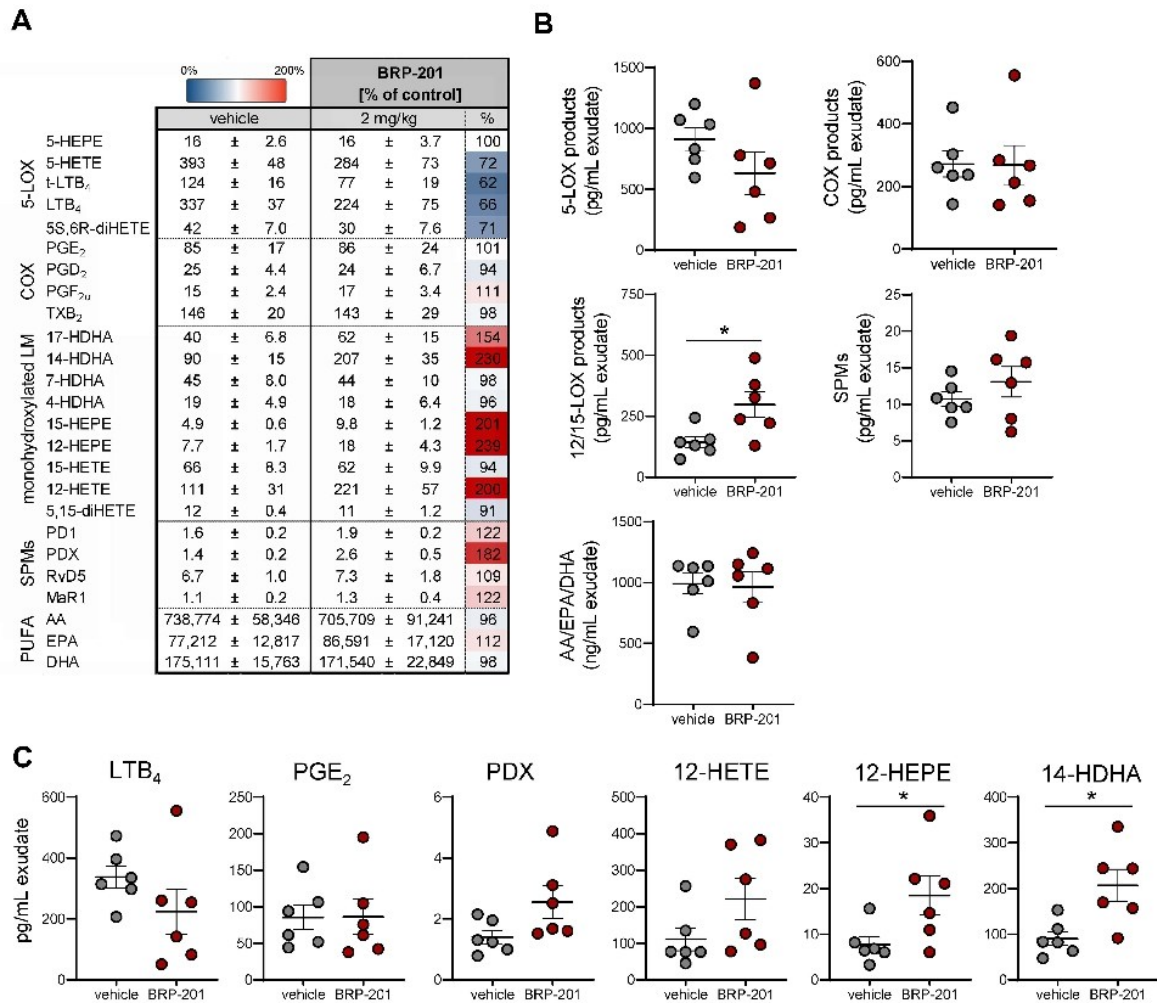 A
0% 200%
BRP-201
[% of control]
vehicle 2 mg/kg %
5-LOX
5-HEPE 16 ± 2.6 16 ± 3.7 100
5-HETE 393 ± 48 284 ± 73 72
t-LTB₄ 124 ± 16 77 ± 19 62
LTB₄ 337 ± 37 224 ± 75 66
5S,6R-diHETE 42 ± 7.0 30 ± 7.6 71
COX
PGE₂ 85 ± 17 86 ± 24 101
PGD₂ 25 ± 4.4 24 ± 6.7 94
PGF₂α 15 ± 2.4 17 ± 3.4 111
TXB₂ 146 ± 20 143 ± 29 98
monohydroxylated LM
17-HDHA 40 ± 6.8 62 ± 15 154
14-HDHA 90 ± 15 207 ± 35 230
7-HDHA 45 ± 8.0 44 ± 10 98
4-HDHA 19 ± 4.9 18 ± 6.4 96
15-HEPE 4.9 ± 0.6 9.8 ± 1.2 201
12-HEPE 7.7 ± 1.7 18 ± 4.3 239
15-HETE 66 ± 8.3 62 ± 9.9 94
12-HETE 111 ± 31 221 ± 57 200
5,15-diHETE 12 ± 0.4 11 ± 1.2 91
SPMs
PD1 1.6 ± 0.2 1.9 ± 0.2 122
PDX 1.4 ± 0.2 2.6 ± 0.5 182
RvD5 6.7 ± 1.0 7.3 ± 1.8 109
MaR1 1.1 ± 0.2 1.3 ± 0.4 122
PUFA
AA 738,774 ± 58,346 705,709 ± 91,241 96
EPA 77,212 ± 12,817 86,591 ± 17,120 112
DHA 175,111 ± 15,763 171,540 ± 22,849 98
B
5-LOX products
(pg/mL exudate)
1500
1000
500
0
vehicle BRP-201
COX products
(pg/mL exudate)
600
400
200
0
vehicle BRP-201
12/15-LOX products
(pg/mL exudate)
750
500
250
0
*
vehicle BRP-201
SPMs
(pg/mL exudate)
25
20
15
10
5
0
vehicle BRP-201
AA/EPA/DHA
(ng/mL exudate)
1500
1000
500
0
vehicle BRP-201
C
pg/mL exudate
LTB₄
600
400
200
0
vehicle BRP-201
PGE₂
250
200
150
100
50
0
vehicle BRP-201
PDX
6
4
2
0
vehicle BRP-201
12-HETE
500
400
300
200
100
0
vehicle BRP-201
12-HEPE
40
30
20
10
0
*
vehicle BRP-201
14-HDHA
400
300
200
100
0
*
vehicle BRP-201